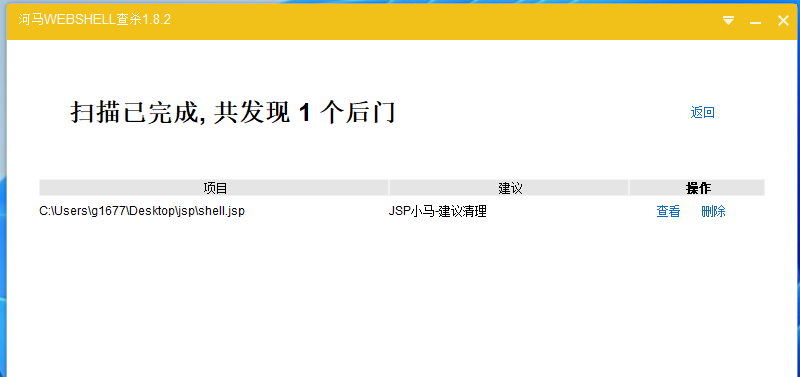 河马WEBSHELL查杀1.8.2
扫描已完成, 共发现 1 个后门
返回
项目 建议 操作
C:\Users\g1677\Desktop\jsp\shell.jsp JSP小马-建议清理 查看 删除